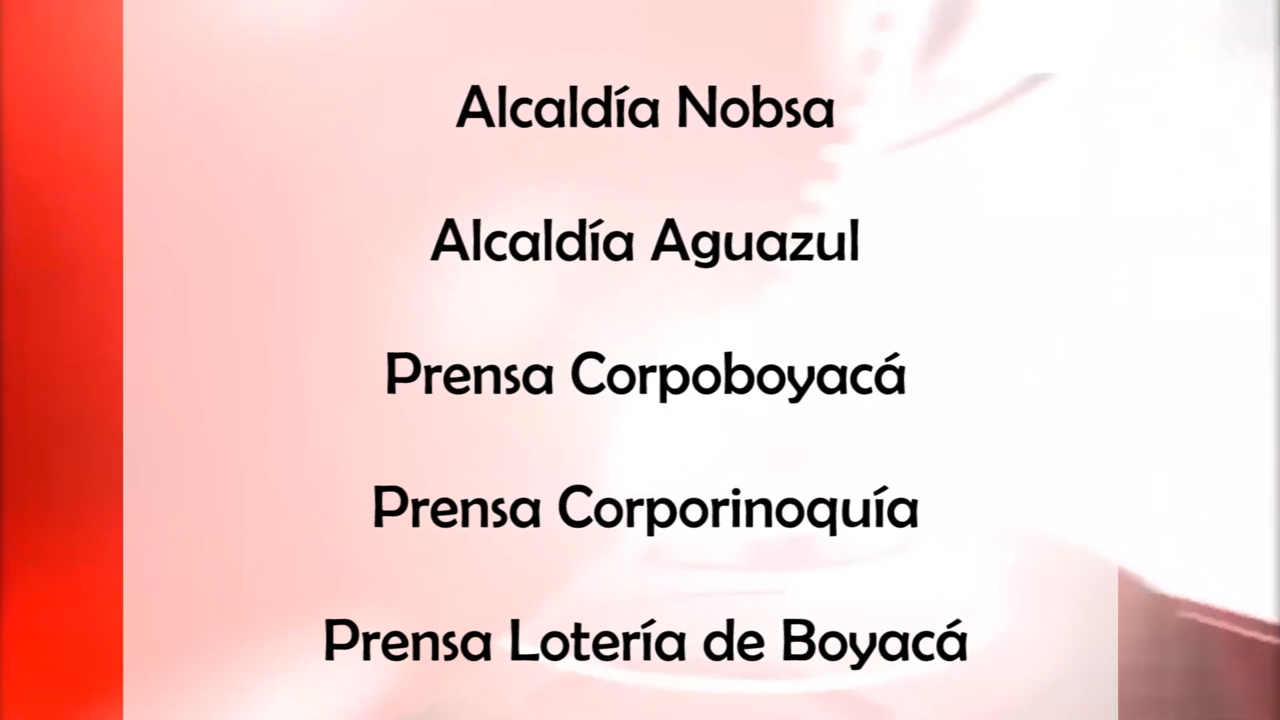 Alcaldía Nobsa
Alcaldía Aguazul
Prensa Corpoboyacá
Prensa Corporinoquía
Prensa Lotería de Boyacá